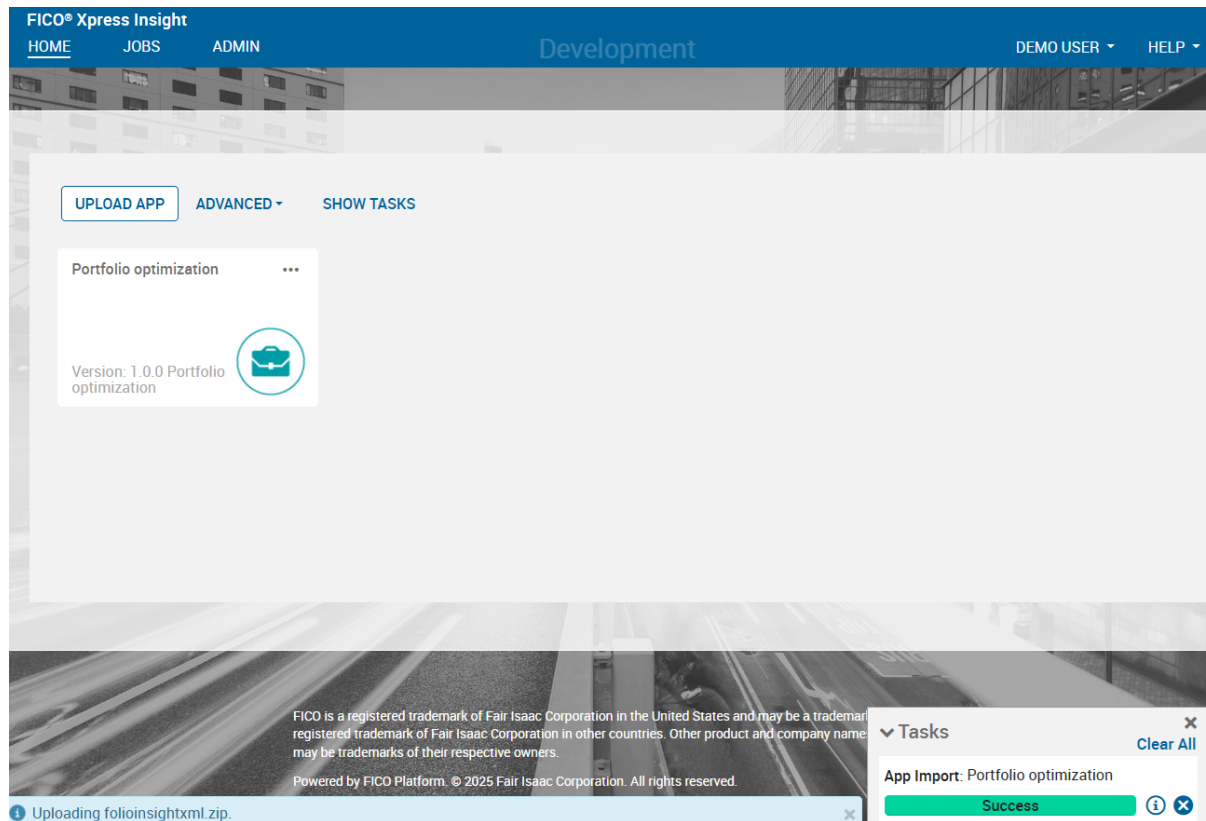 FICO® Xpress Insight
HOME JOBS ADMIN Development DEMO USER HELP
UPLOAD APP ADVANCED SHOW TASKS
Portfolio optimization ...
Version: 1.0.0 Portfolio
optimization
FICO is a registered trademark of Fair Isaac Corporation in the United States and may be a
registered trademark of Fair Isaac Corporation in other countries. Other product and company
may be trademarks of their respective owners.
Powered by FICO Platform. © 2025 Fair Isaac Corporation. All rights reserved.
Uploading folioinsightxml.zip.
Tasks
Clear All
App Import: Portfolio optimization
Success